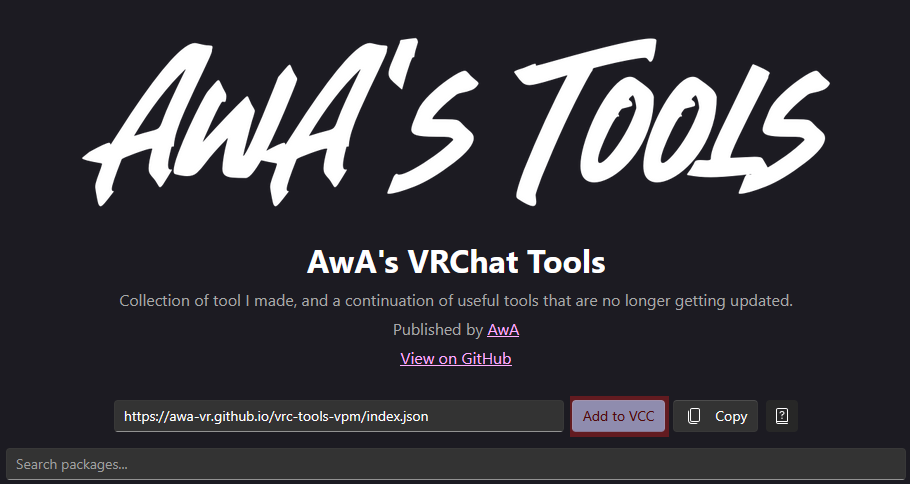 AwA's Tools
AwA's VRChat Tools
Collection of tool I made, and a continuation of useful tools that are no longer getting updated.
Published by AwA
View on GitHub
https://awa-vr.github.io/vrc-tools-vpm/index.json Add to VCC Copy
Search packages...